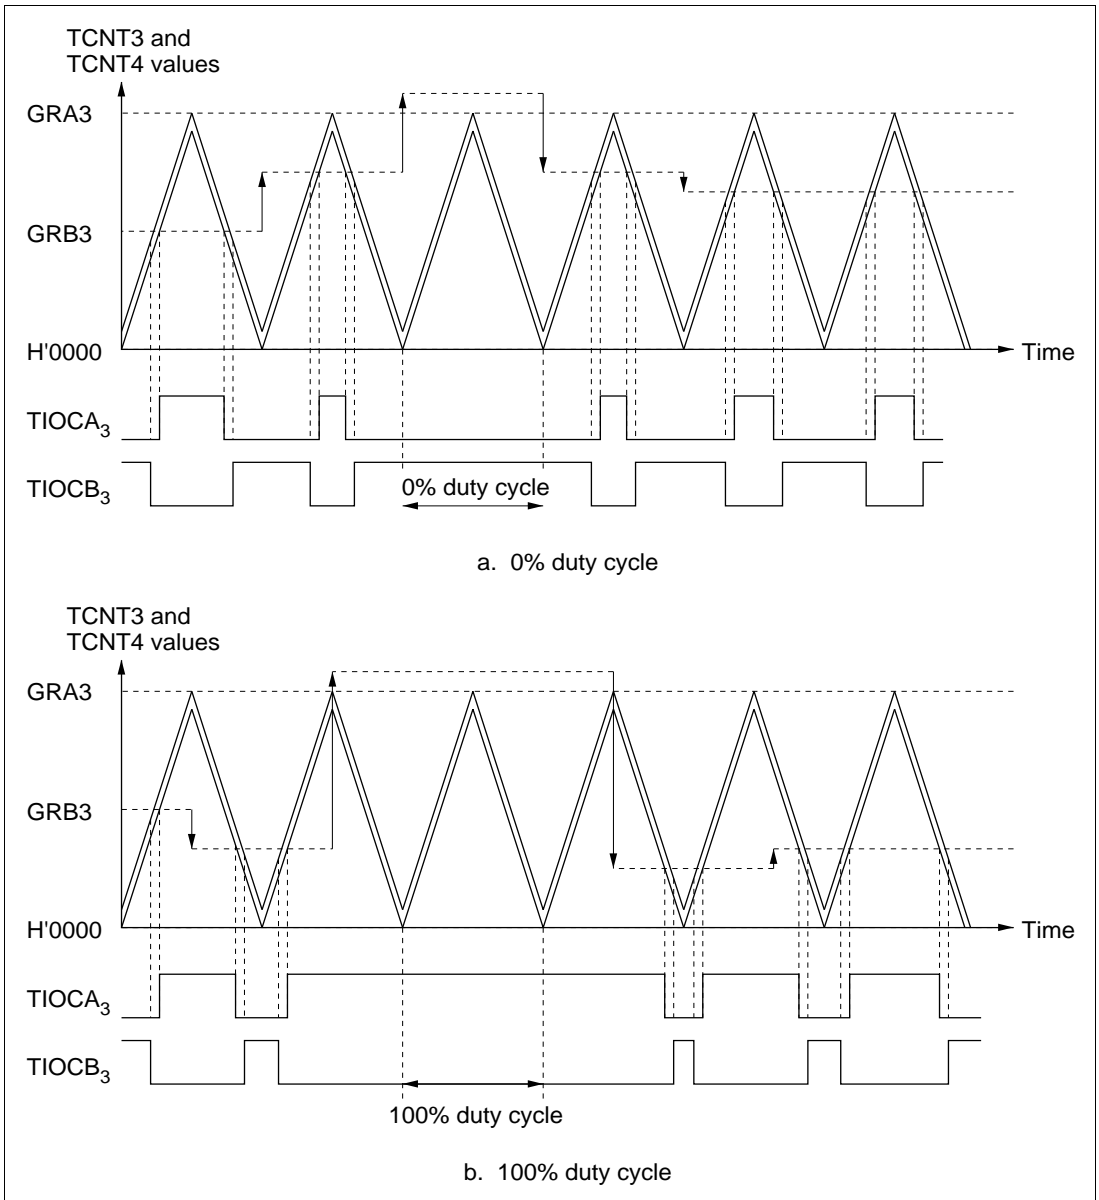 TCNT3 and
TCNT4 values
GRA3
GRB3
H'0000
Time
TIOCA3
TIOCB3
0% duty cycle
a. 0% duty cycle
TCNT3 and
TCNT4 values
GRA3
GRB3
H'0000
Time
TIOCA3
TIOCB3
100% duty cycle
b. 100% duty cycle